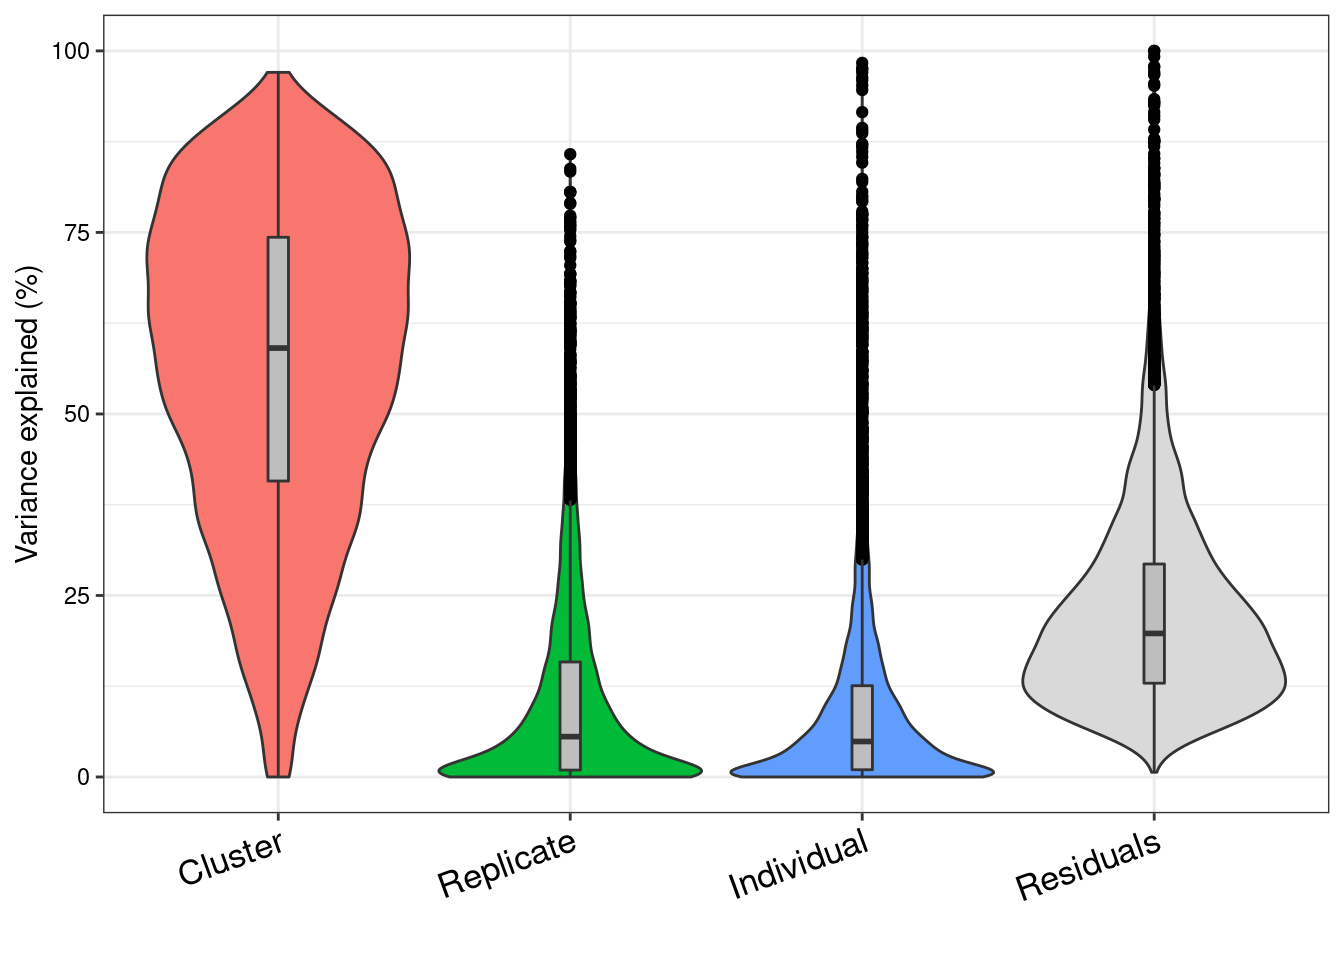 Variance explained (%)
100
75
50
25
0
Cluster
Replicate
Individual
Residuals